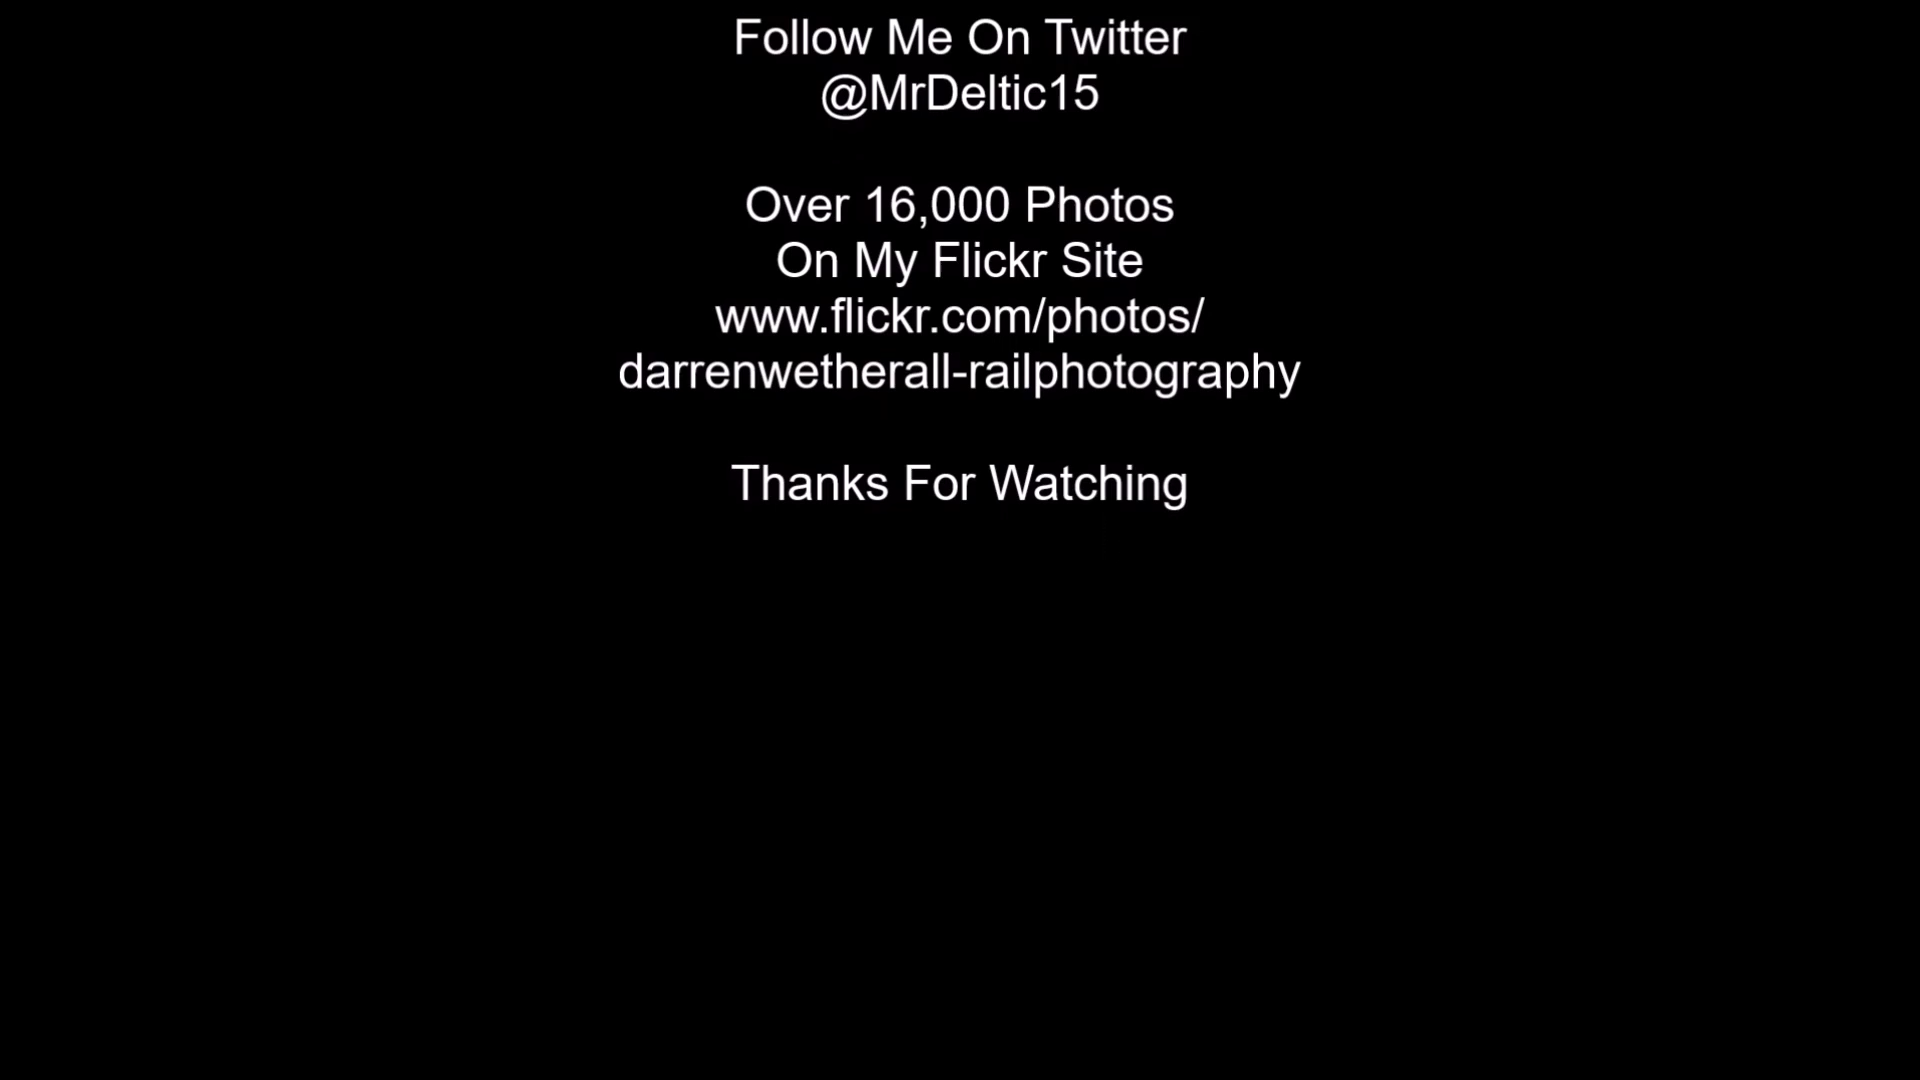 Follow Me On Twitter
@MrDeltic15
Over 16,000 Photos
On My Flickr Site
www.flickr.com/photos/
darrenwetherall-railphotography
Thanks For Watching